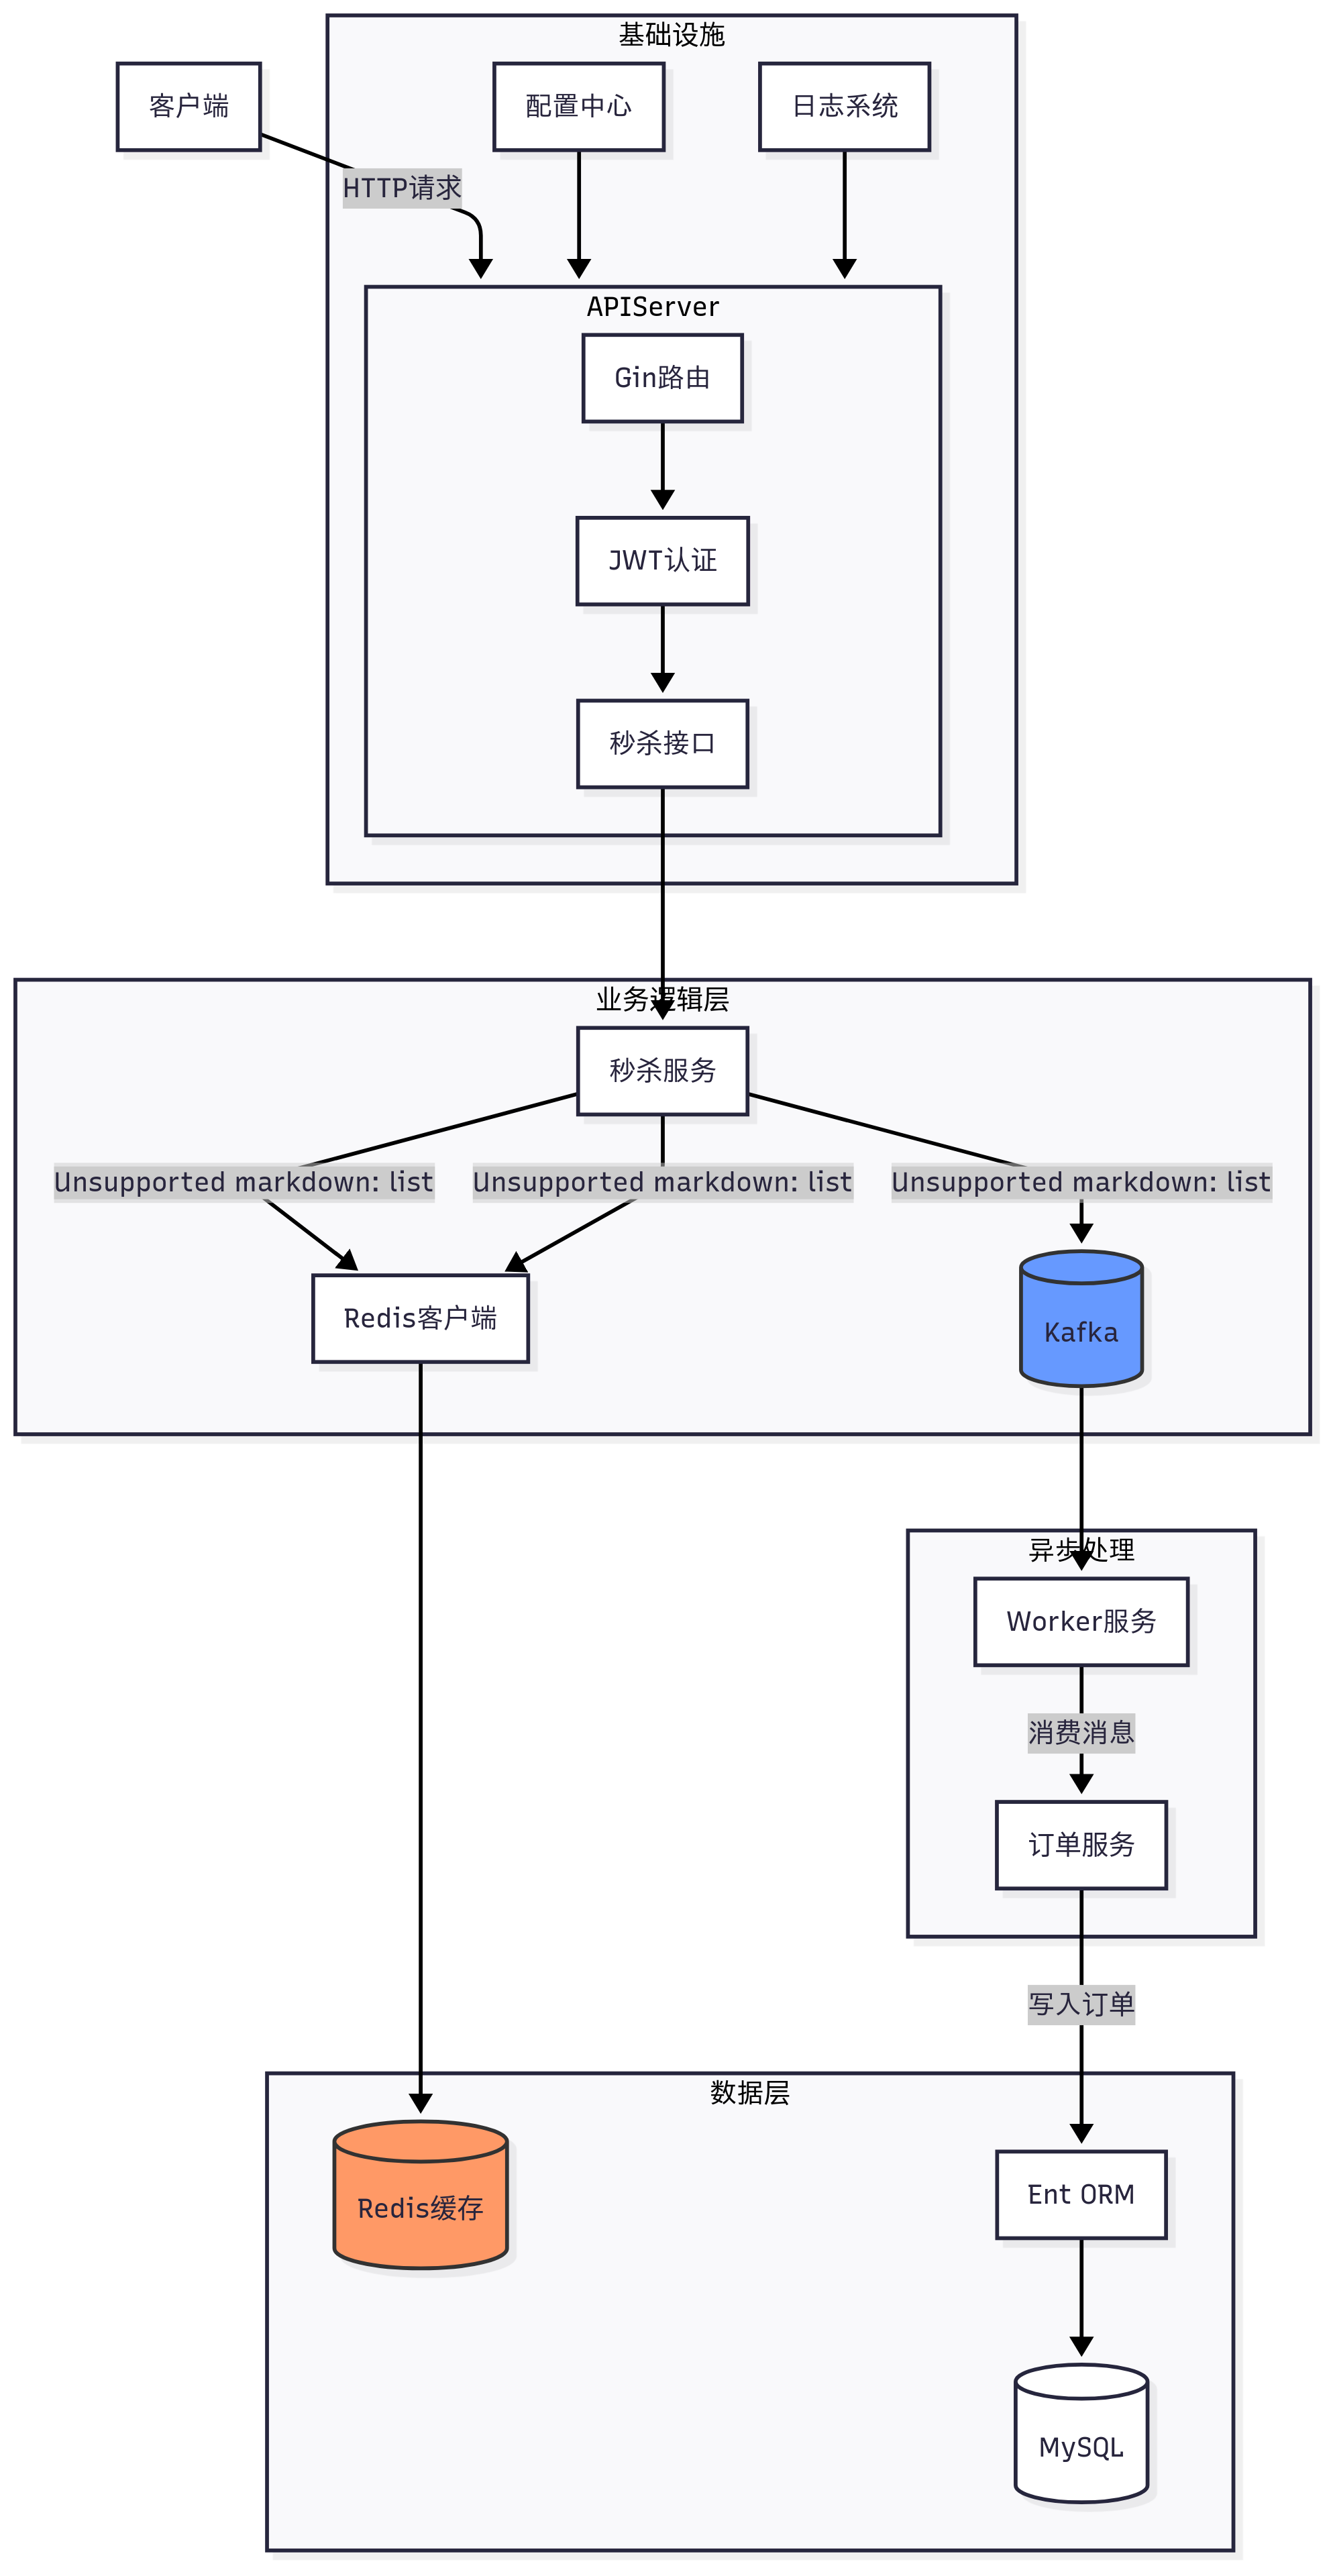 基础设施
客户端
配置中心
日志系统
HTTP请求
APIServer
Gin路由
JWT认证
秒杀接口
业务逻辑层
秒杀服务
Unsupported markdown: list
Unsupported markdown: list
Unsupported markdown: list
Redis客户端
Kafka
异步处理
Worker服务
消费消息
订单服务
写入订单
数据层
Redis缓存
Ent ORM
MySQL